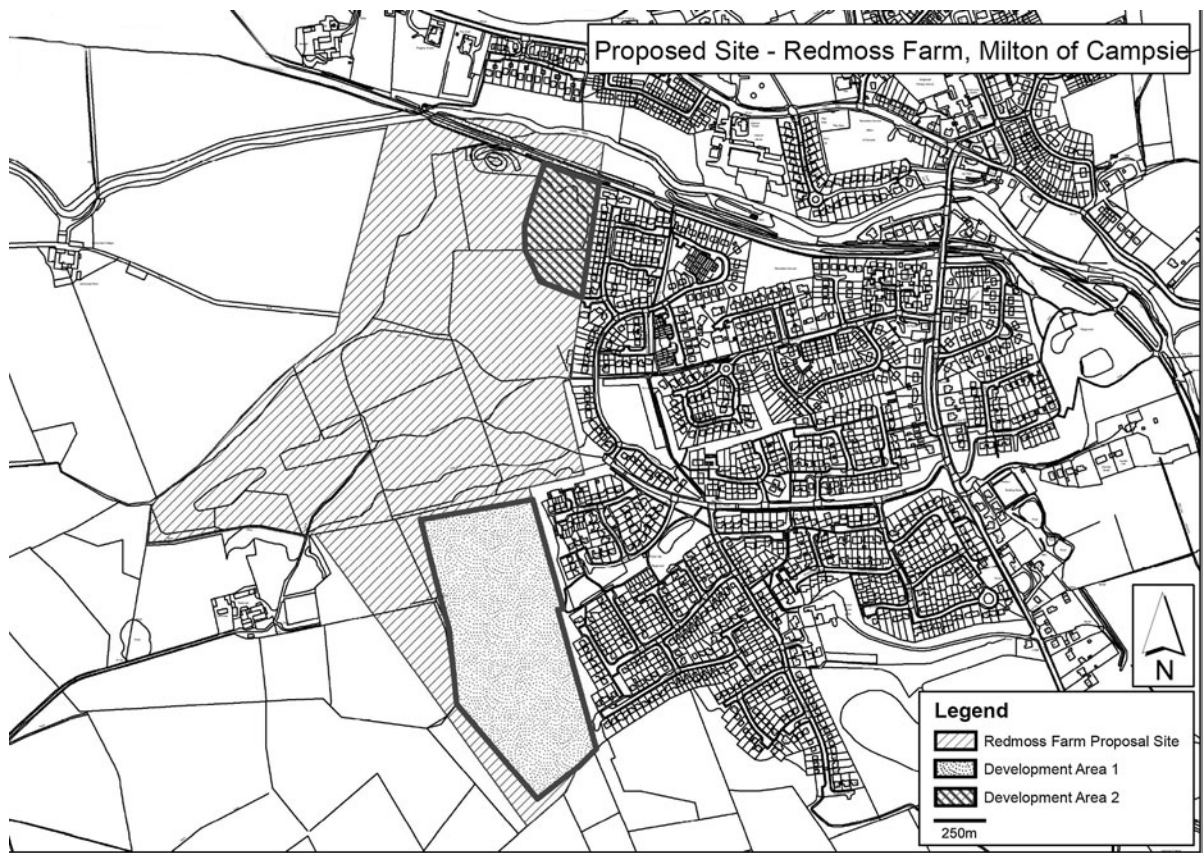 Proposed Site - Redmoss Farm, Milton of Campsie
N
Legend
Redmoss Farm Proposal Site
Development Area 1
Development Area 2
250m